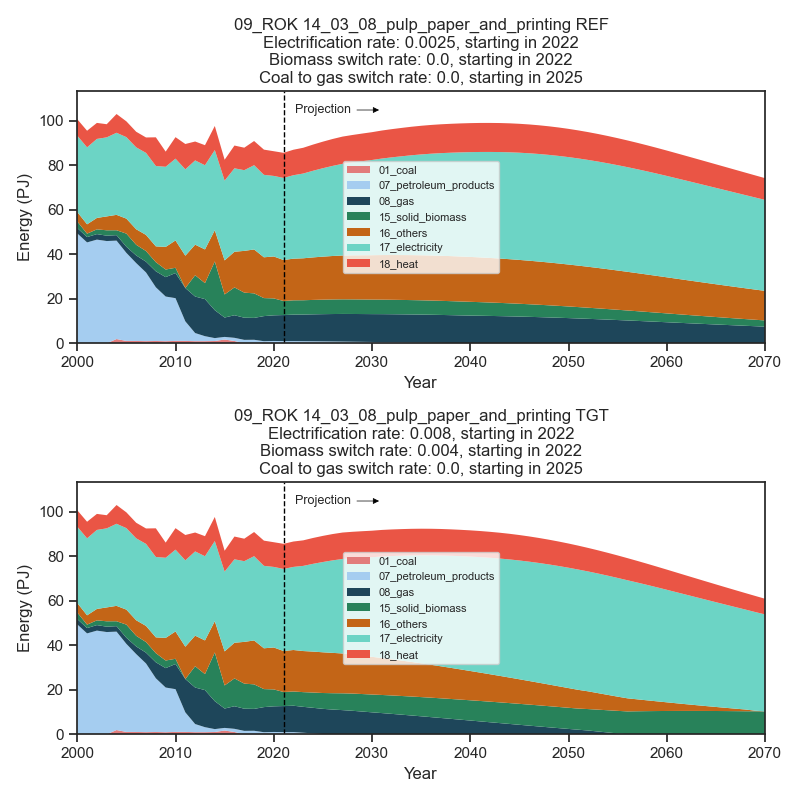 09_ROK 14_03_08_pulp_paper_and_printing REF
Electrification rate: 0.0025, starting in 2022
Biomass switch rate: 0.0, starting in 2022
Coal to gas switch rate: 0.0, starting in 2025
Projection
100
80
60
40
20
0
Energy (PJ)
01_coal
07_petroleum_products
08_gas
15_solid_biomass
16_others
17_electricity
18_heat
2000 2010 2020 2030 2040 2050 2060 2070
Year
09_ROK 14_03_08_pulp_paper_and_printing TGT
Electrification rate: 0.008, starting in 2022
Biomass switch rate: 0.004, starting in 2022
Coal to gas switch rate: 0.0, starting in 2025
Projection
100
80
60
40
20
0
Energy (PJ)
01_coal
07_petroleum_products
08_gas
15_solid_biomass
16_others
17_electricity
18_heat
2000 2010 2020 2030 2040 2050 2060 2070
Year